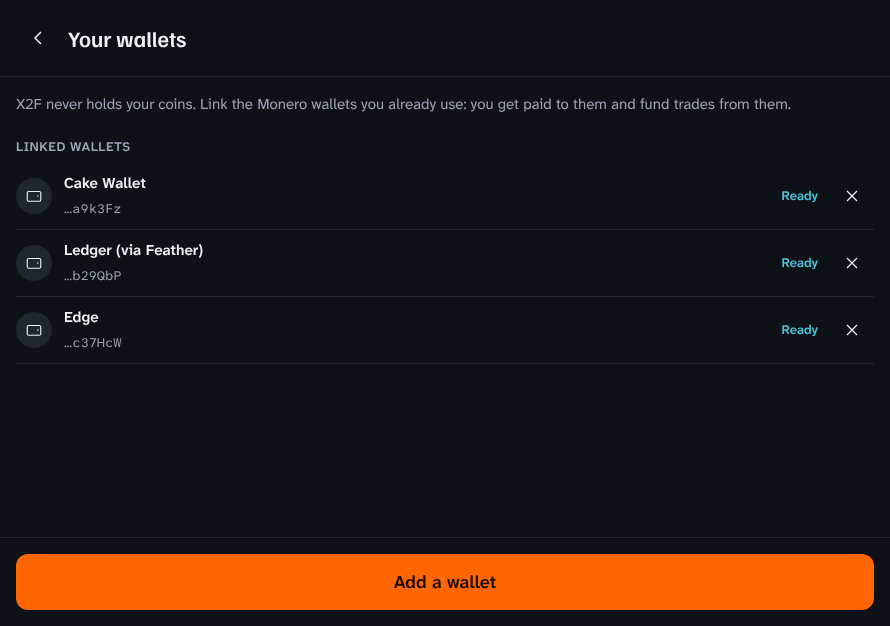 Your wallets
X2F never holds your coins. Link the Monero wallets you already use: you get paid to them and fund trades from them.
LINKED WALLETS
Cake Wallet
…a9k3Fz
Ready
Ledger (via Feather)
…b29QbP
Ready
Edge
…c37HcW
Ready
Add a wallet